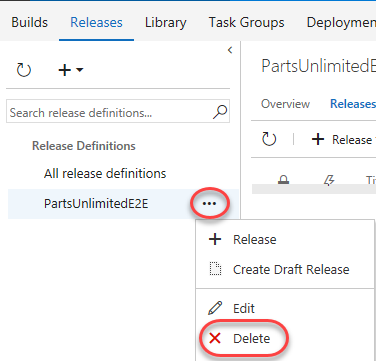 Builds Releases Library Task Groups Deploymen
PartsUnlimitedE
Search release definitions...
Overview Releases
Release Definitions
+ Release
All release definitions
Ti
PartsUnlimitedE2E ...
Release
Create Draft Release
Edit
Delete